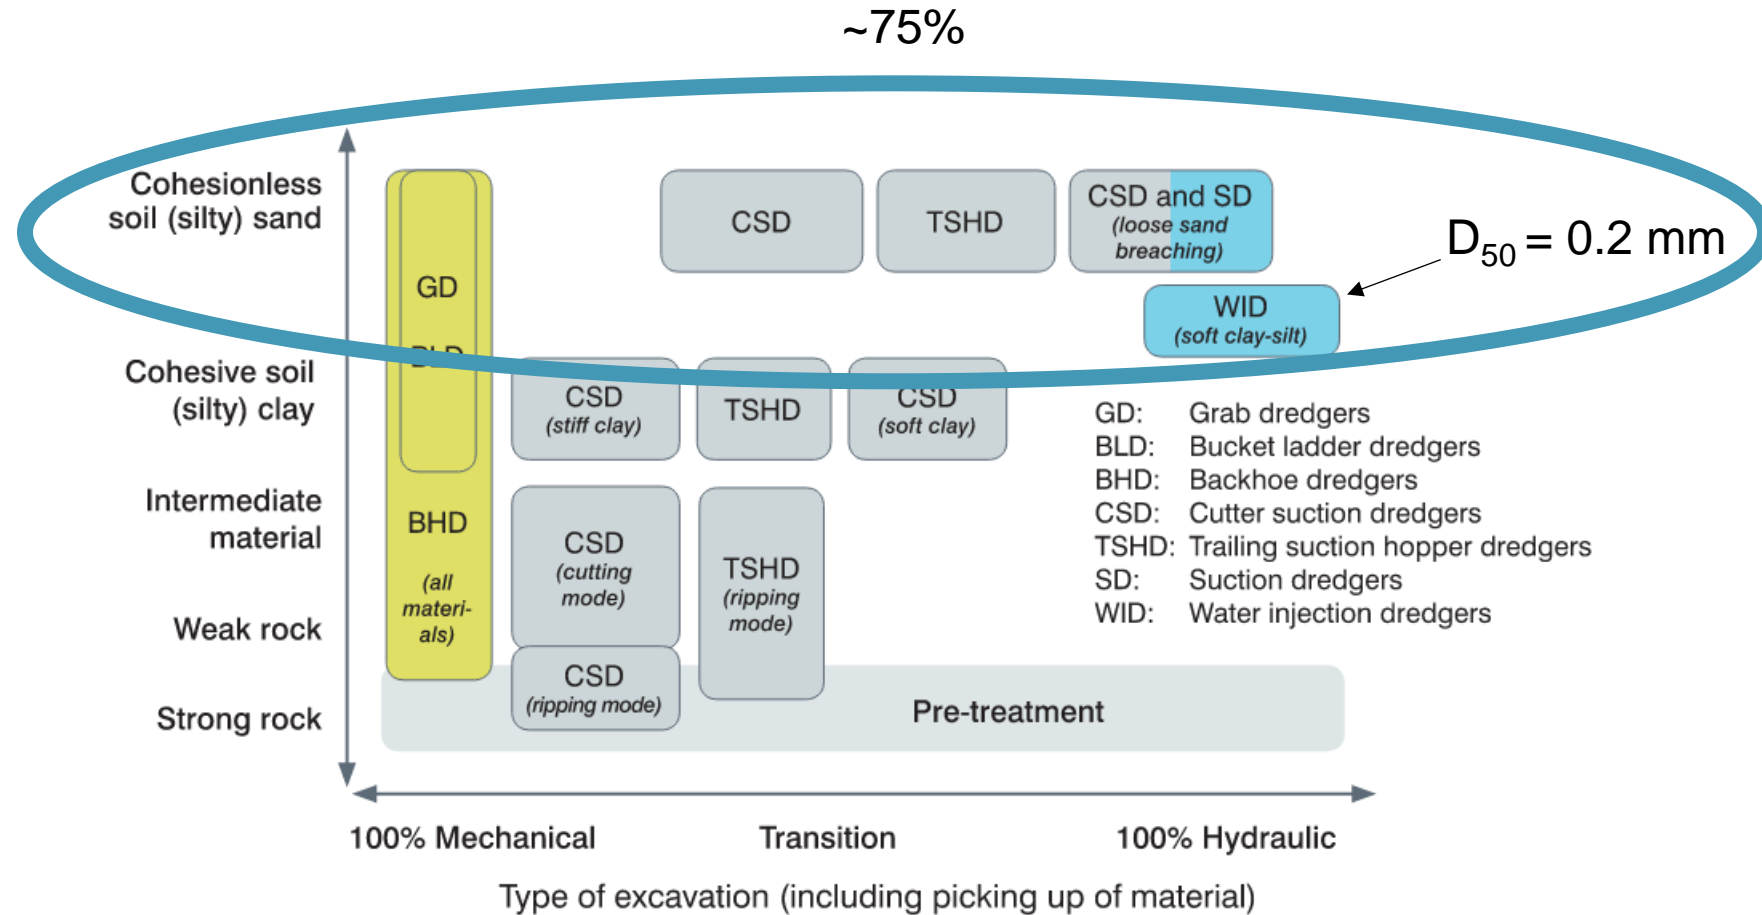 ~75%
Cohesionless
soil (silty) sand
GD
BLD
BHD
(all
materi-
als)
CSD
TSHD
CSD and SD
(loose sand
breaching)
D50 = 0.2 mm
WID
(soft clay-silt)
Cohesive soil
(silty) clay
CSD
(stiff clay)
TSHD
CSD
(soft clay)
GD: Grab dredgers
BLD: Bucket ladder dredgers
BHD: Backhoe dredgers
CSD: Cutter suction dredgers
TSHD: Trailing suction hopper dredgers
SD: Suction dredgers
WID: Water injection dredgers
Intermediate
material
CSD
(cutting
mode)
TSHD
(ripping
mode)
Weak rock
CSD
(ripping mode)
Strong rock
Pre-treatment
100% Mechanical
Transition
100% Hydraulic
Type of excavation (including picking up of material)